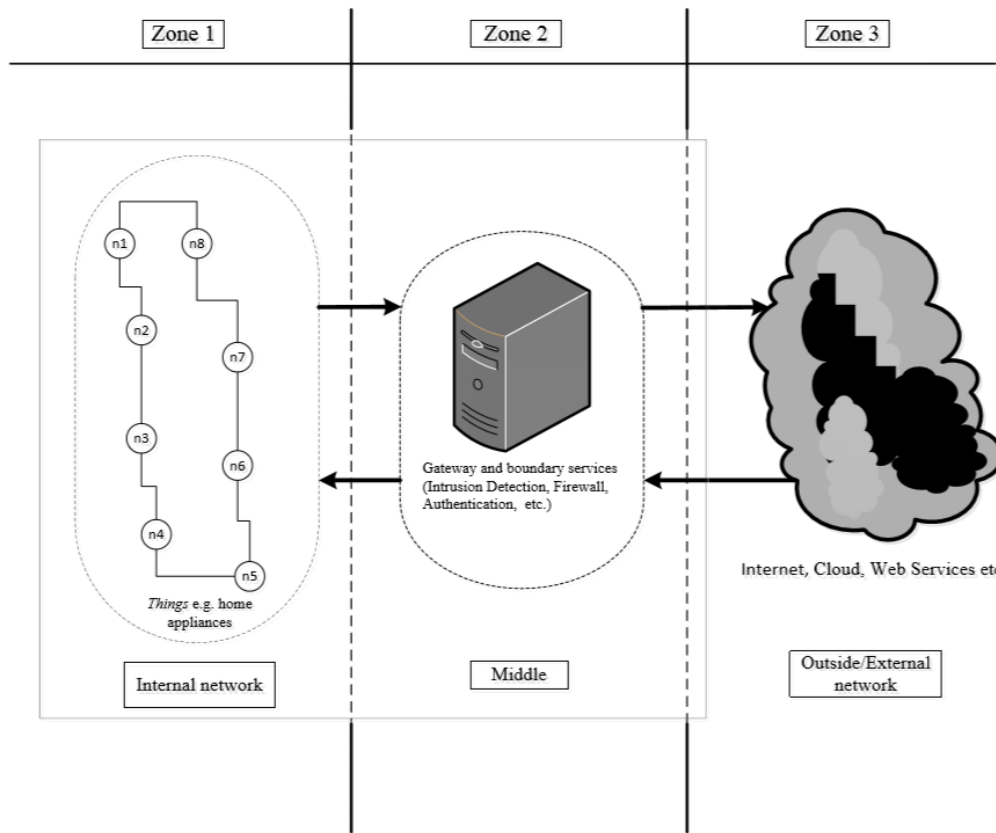 Zone 1
Zone 2
Zone 3
n1
n8
n2
n7
n3
n6
n4
n5
Things e.g. home
appliances
Gateway and boundary services
(Intrusion Detection, Firewall,
Authentication, etc.)
Internet, Cloud, Web Services etc
Internal network
Middle
Outside/External
network